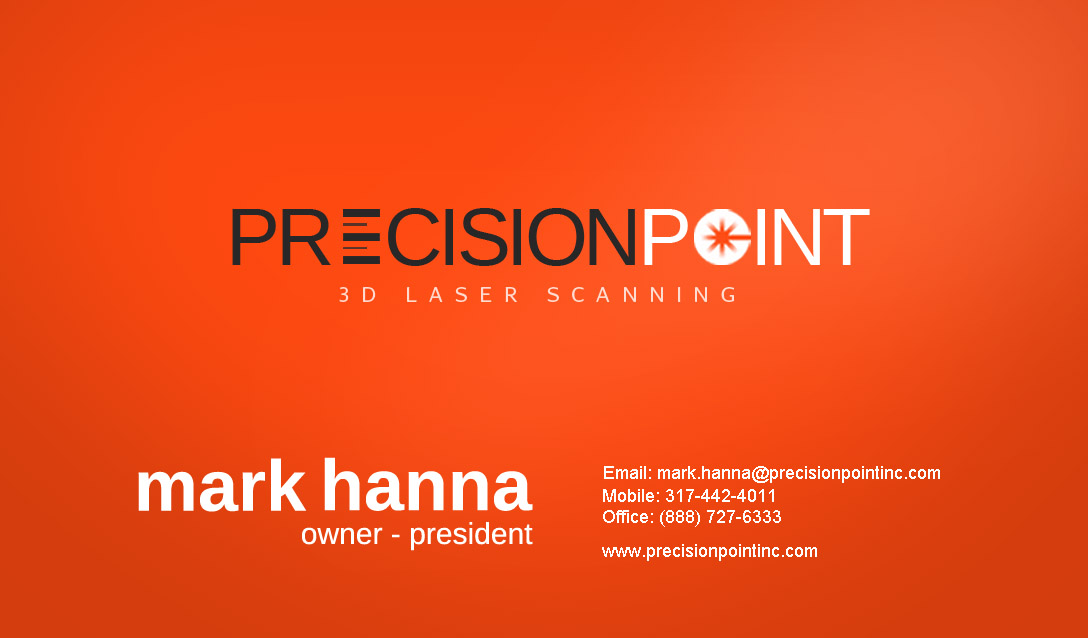 PRECISIONPOINT
3D LASER SCANNING
mark hanna
owner - president
Email: mark.hanna@precisionpointinc.com
Mobile: 317-442-4011
Office: (888) 727-6333
www.precisionpointinc.com